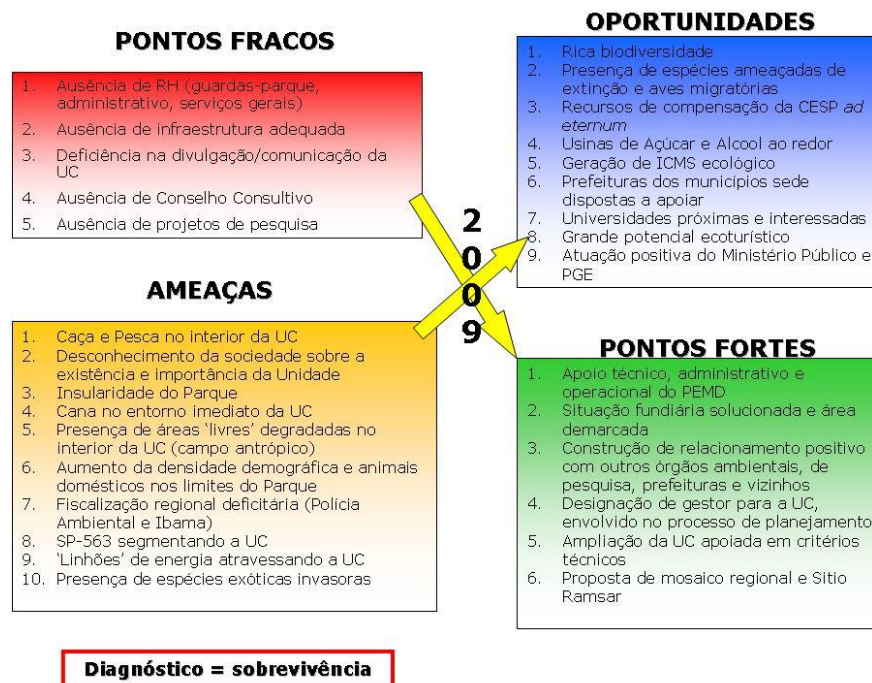 PONTOS FRACOS
1. Ausência de RH (guardas-parque,
administrativo, serviços gerais)
2. Ausência de infraestrutura adequada
3. Deficiência na divulgação/comunicação da
UC
4. Ausência de Conselho Consultivo
5. Ausência de projetos de pesquisa
AMEAÇAS
1. Caça e Pesca no interior da UC
2. Desconhecimento da sociedade sobre a
existência e importância da Unidade
3. Insularidade do Parque
4. Cana no entorno imediato da UC
5. Presença de áreas ‘livres’ degradadas no
interior da UC (campo antrópico)
6. Aumento da densidade demográfica e animais
domésticos nos limites do Parque
7. Fiscalização regional deficitária (Polícia
Ambiental e Ibama)
8. SP-563 segmentando a UC
9. ‘Linhões’ de energia atravessando a UC
10. Presença de espécies exóticas invasoras
Diagnóstico = sobrevivência
2
0
0
9
OPORTUNIDADES
1. Rica biodiversidade
2. Presença de espécies ameaçadas de
extinção e aves migratórias
3. Recursos de compensação da CESP ad
eternum
4. Usinas de Açúcar e Alcool ao redor
5. Geração de ICMS ecológico
6. Prefeituras dos municípios sede
dispostas a apoiar
7. Universidades próximas e interessadas
8. Grande potencial ecoturístico
9. Atuação positiva do Ministério Público e
PGE
PONTOS FORTES
1. Apoio técnico, administrativo e
operacional do PEMD
2. Situação fundiária solucionada e área
demarcada
3. Construção de relacionamento positivo
com outros órgãos ambientais, de
pesquisa, prefeituras e vizinhos
4. Designação de gestor para a UC,
envolvido no processo de planejamento
5. Ampliação da UC apoiada em critérios
técnicos
6. Proposta de mosaico regional e Sitio
Ramsar